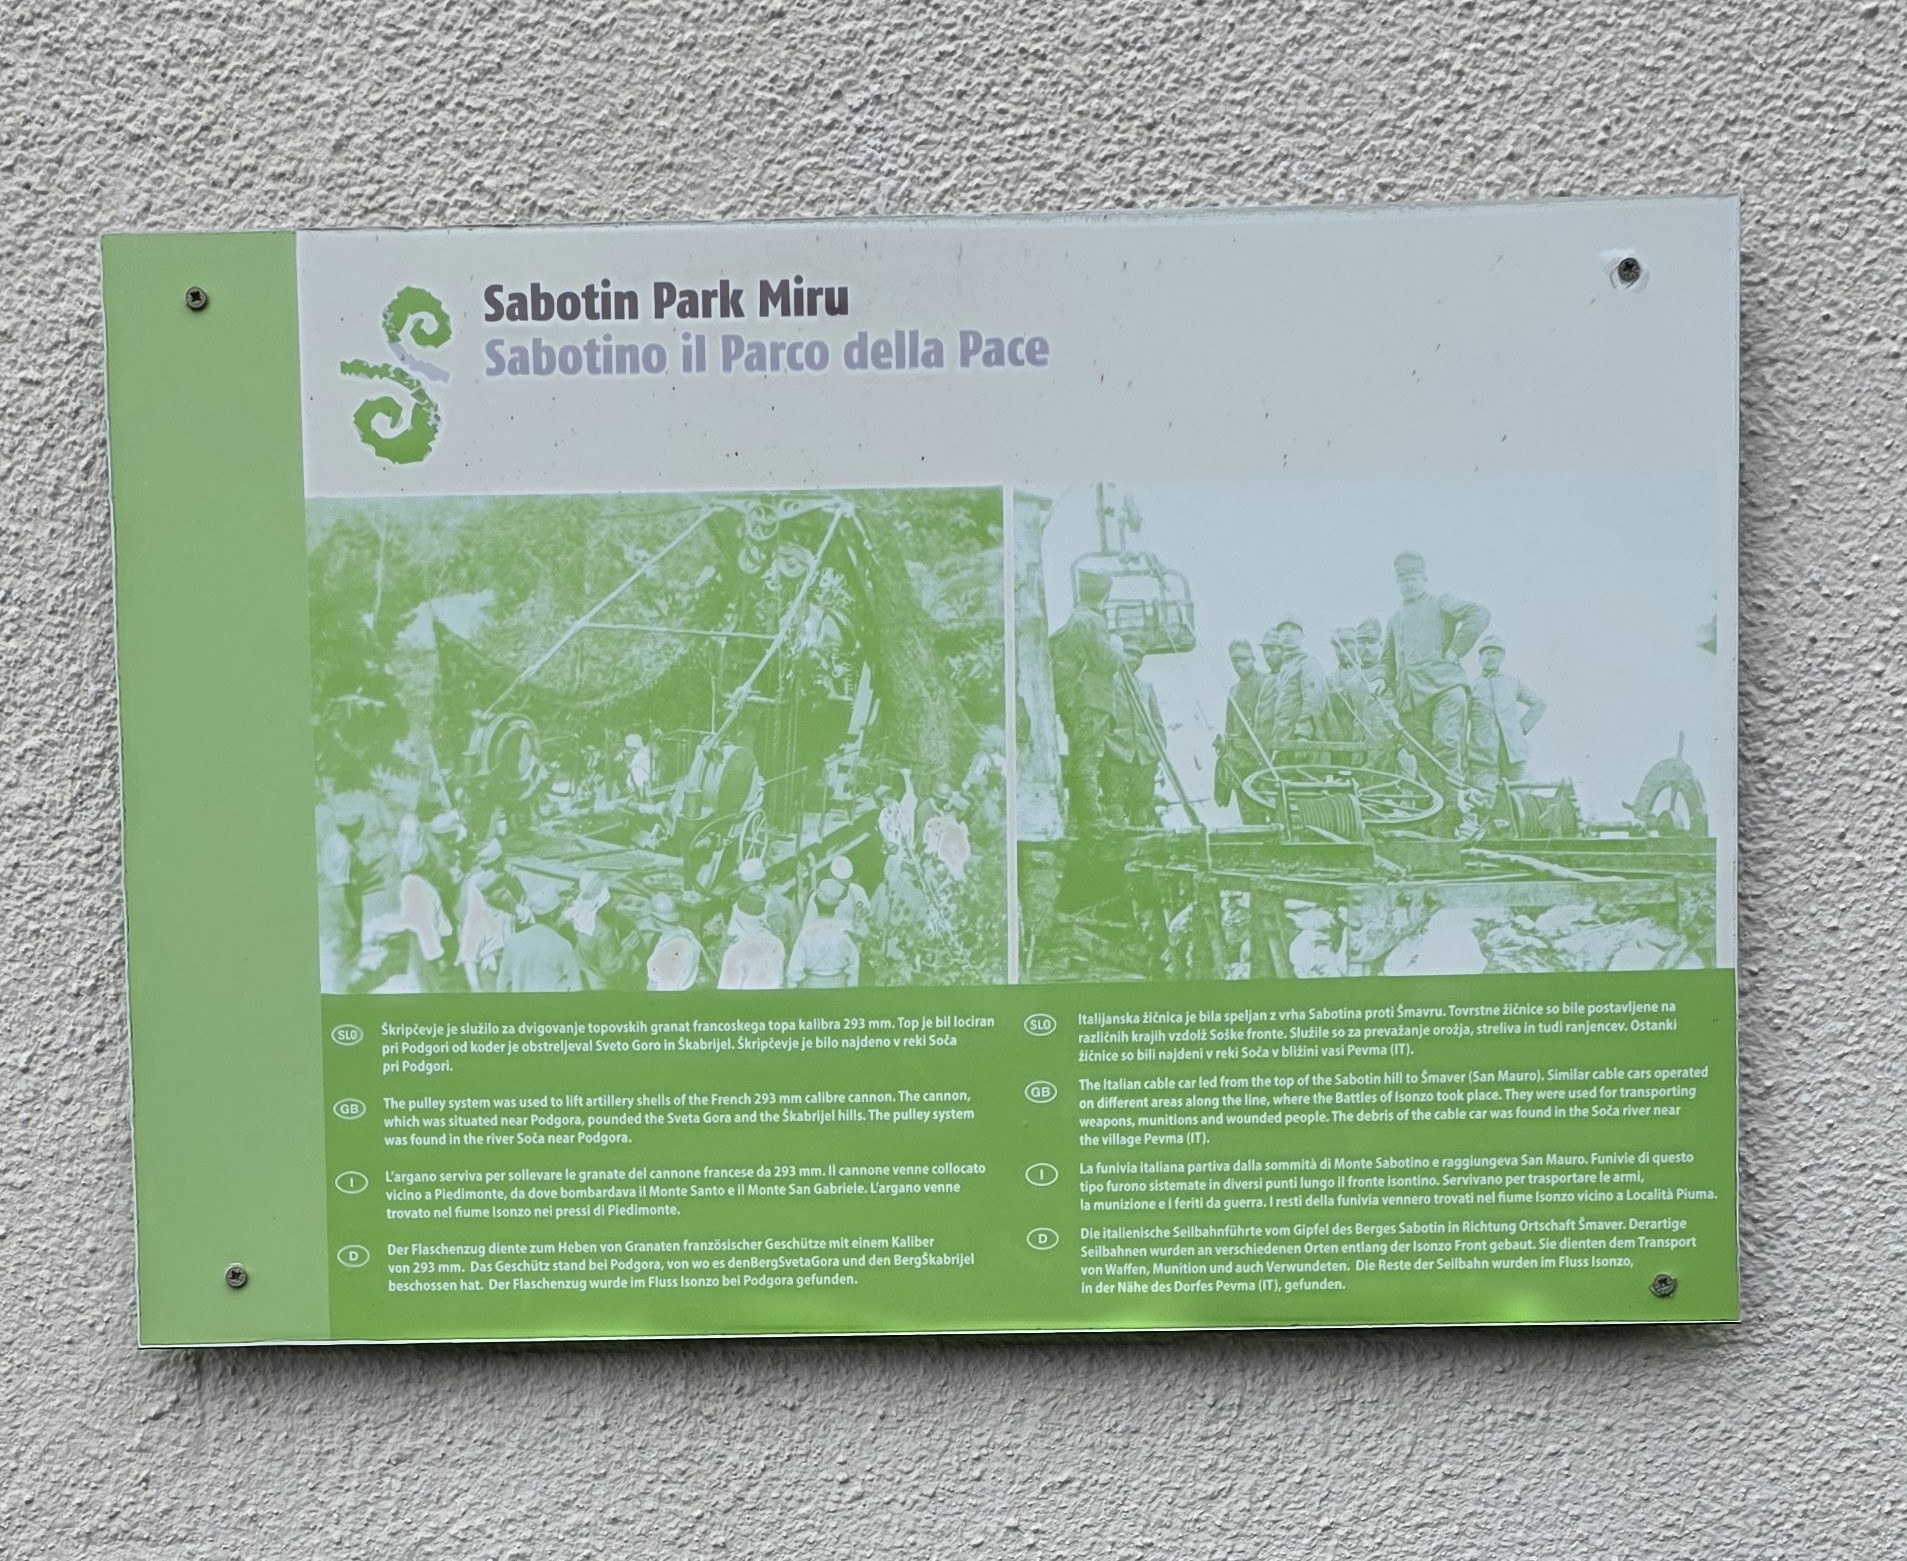 Sabotin Park Miru
Sabotino il Parco della Pace
SLO
Škripčevje je služilo za dvigovanje topovskih granat francoskega topa kalibra 293 mm. Top je bil lociran
pri Podgori od koder je obstreljeval Sveto Goro in Škabrijel. Škripčevje je bilo najdeno v reki Soča
pri Podgori.
GB
The pulley system was used to lift artillery shells of the French 293 mm calibre cannon. The cannon,
which was situated near Podgora, pounded the Sveta Gora and the Škabrijel hills. The pulley system
was found in the river Soča near Podgora.
I
L'argano serviva per sollevare le granate del cannone francese da 293 mm. Il cannone venne collocato
vicino a Piedimonte, da dove bombardava il Monte Santo e il Monte San Gabriele. L'argano venne
trovato nel fiume Isonzo nei pressi di Piedimonte.
D
Der Flaschenzug diente zum Heben von Granaten französischer Geschütze mit einem Kaliber
von 293 mm. Das Geschütz stand bei Podgora, von wo es denBergSvetaGora und den BergŠkabrijel
beschossen hat. Der Flaschenzug wurde im Fluss Isonzo bei Podgora gefunden.
SLO
Italijanska žičnica je bila speljan z vrha Sabotina proti Šmavru. Tovrstne žičnice so bile postavljene na
različnih krajih vzdolž Soške fronte. Služile so za prevažanje orožja, streliva in tudi ranjencev. Ostanki
žičnice so bili najdeni v reki Soča v bližini vasi Pevma (IT).
GB
The Italian cable car led from the top of the Sabotin hill to Šmaver (San Mauro). Similar cable cars operated
on different areas along the line, where the Battles of Isonzo took place. They were used for transporting
weapons, munitions and wounded people. The debris of the cable car was found in the Soča river near
the village Pevma (IT).
I
La funivia italiana partiva dalla sommità di Monte Sabotino e raggiungeva San Mauro. Funivie di questo
tipo furono sistemate in diversi punti lungo il fronte isontino. Servivano per trasportare le armi,
la munizione e i feriti da guerra. I resti della funivia vennero trovati nel fiume Isonzo vicino a Località Piuma.
D
Die italienische Seilbahnführte vom Gipfel des Berges Sabotin in Richtung Ortschaft Šmaver. Derartige
Seilbahnen wurden an verschiedenen Orten entlang der Isonzo Front gebaut. Sie dienten dem Transport
von Waffen, Munition und auch Verwundeten. Die Reste der Seilbahn wurden im Fluss Isonzo,
in der Nähe des Dorfes Pevma (IT), gefunden.